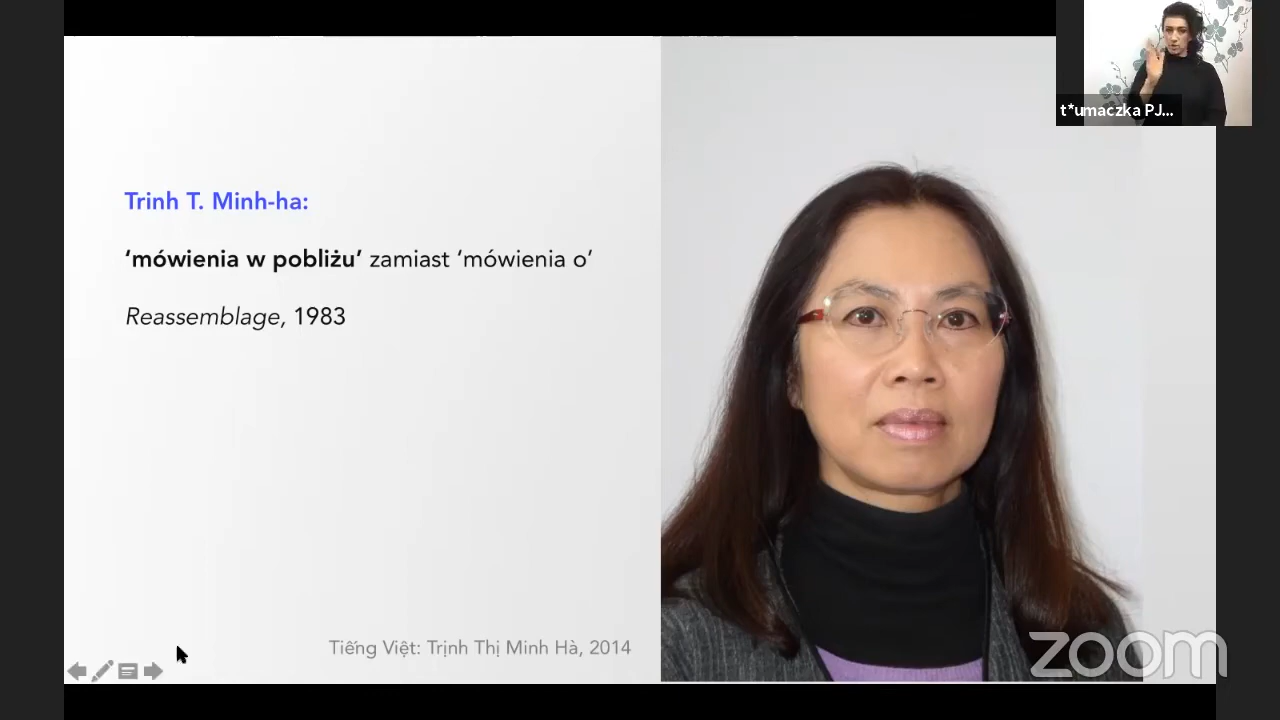 t*umaczka PJ...
Trinh T. Minh-ha:
‘mówienia w pobliżu’ zamiast ‘mówienia o‘
Reassemblage, 1983
Tiếng Việt: Trịnh Thị Minh Hà, 2014
zoom